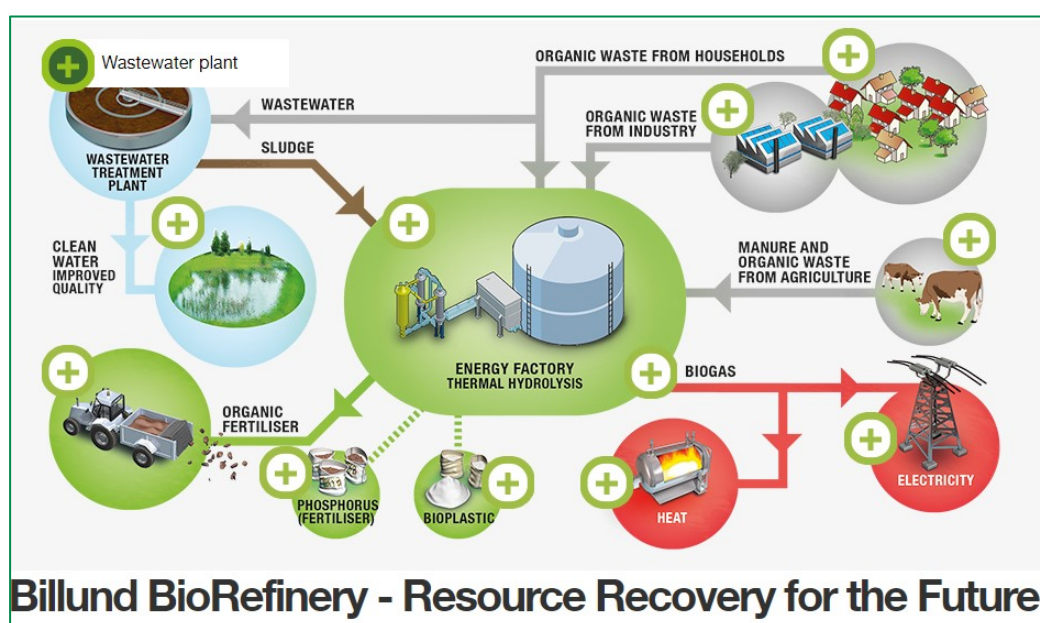 Wastewater plant
ORGANIC WASTE FROM HOUSEHOLDS
WASTEWATER
ORGANIC WASTE
FROM INDUSTRY
SLUDGE
WASTEWATER
TREATMENT
PLANT
CLEAN
WATER
IMPROVED
QUALITY
MANURE AND
ORGANIC WASTE
FROM AGRICULTURE
ENERGY FACTORY
THERMAL HYDROLYSIS
BIOGAS
ORGANIC
FERTILISER
ELECTRICITY
PHOSPHORUS
(FERTILISER)
BIOPLASTIC
HEAT
Billund BioRefinery - Resource Recovery for the Future